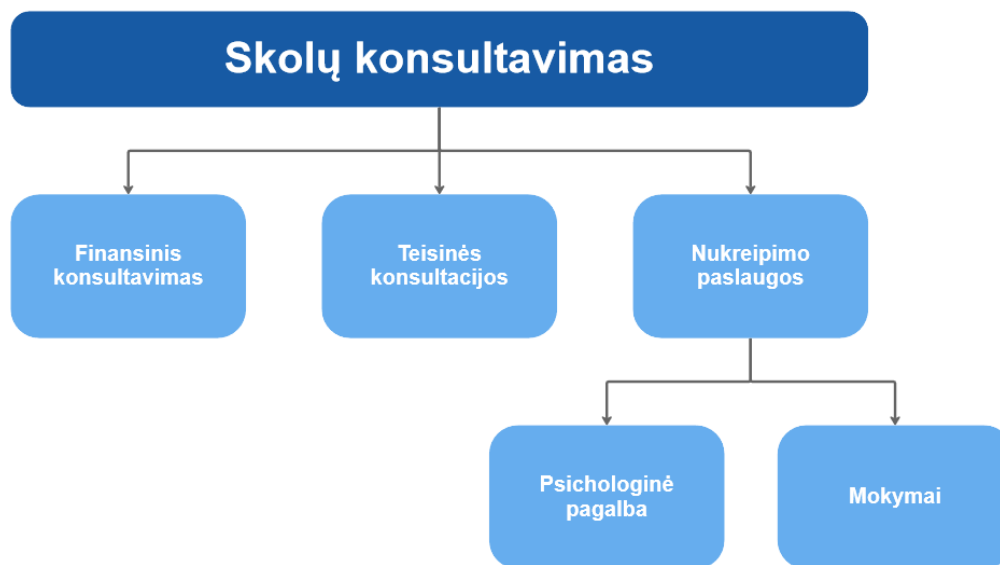 Skolų konsultavimas
Finansinis
konsultavimas
Teisinės
konsultacijos
Nukreipimo
paslaugos
Psichologinė
pagalba
Mokymai